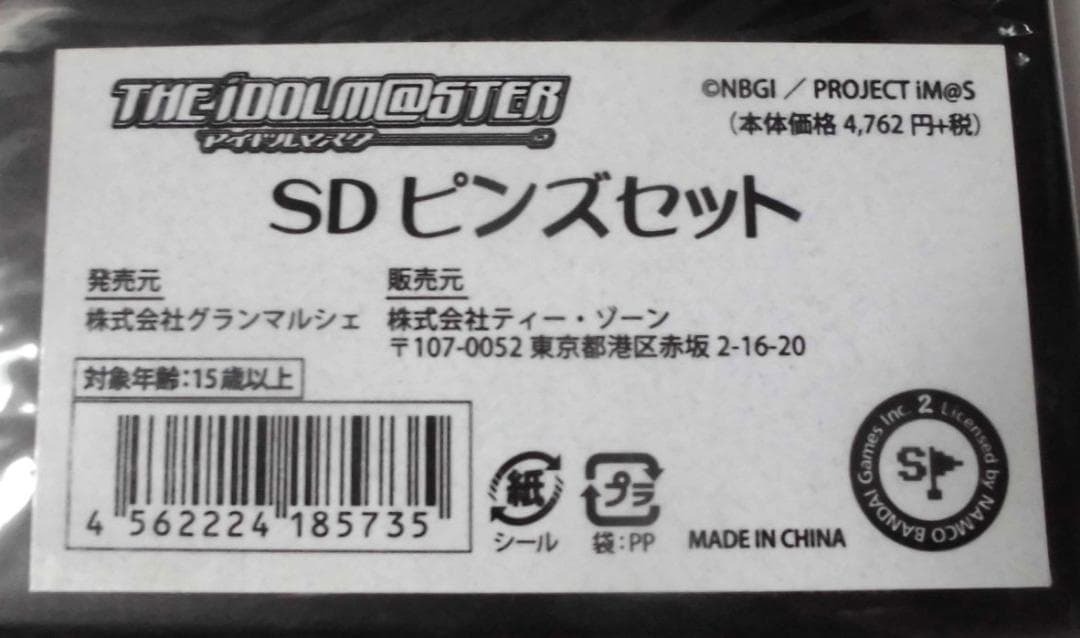 THE iDOLM@STER
アイドルマスター
©NBGI ／ PROJECT iM@S
(本体価格 4,762 円+税)
SD ピンズセット
発売元
株式会社グランマルシェ
販売元
株式会社ティー・ゾーン
〒107-0052 東京都港区赤坂 2-16-20
対象年齢:15歳以上
4 562224 185735
紙
シール
プラ
袋:PP
MADE IN CHINA
Licensed by NAMCO BANDAI Games Inc. 2
S